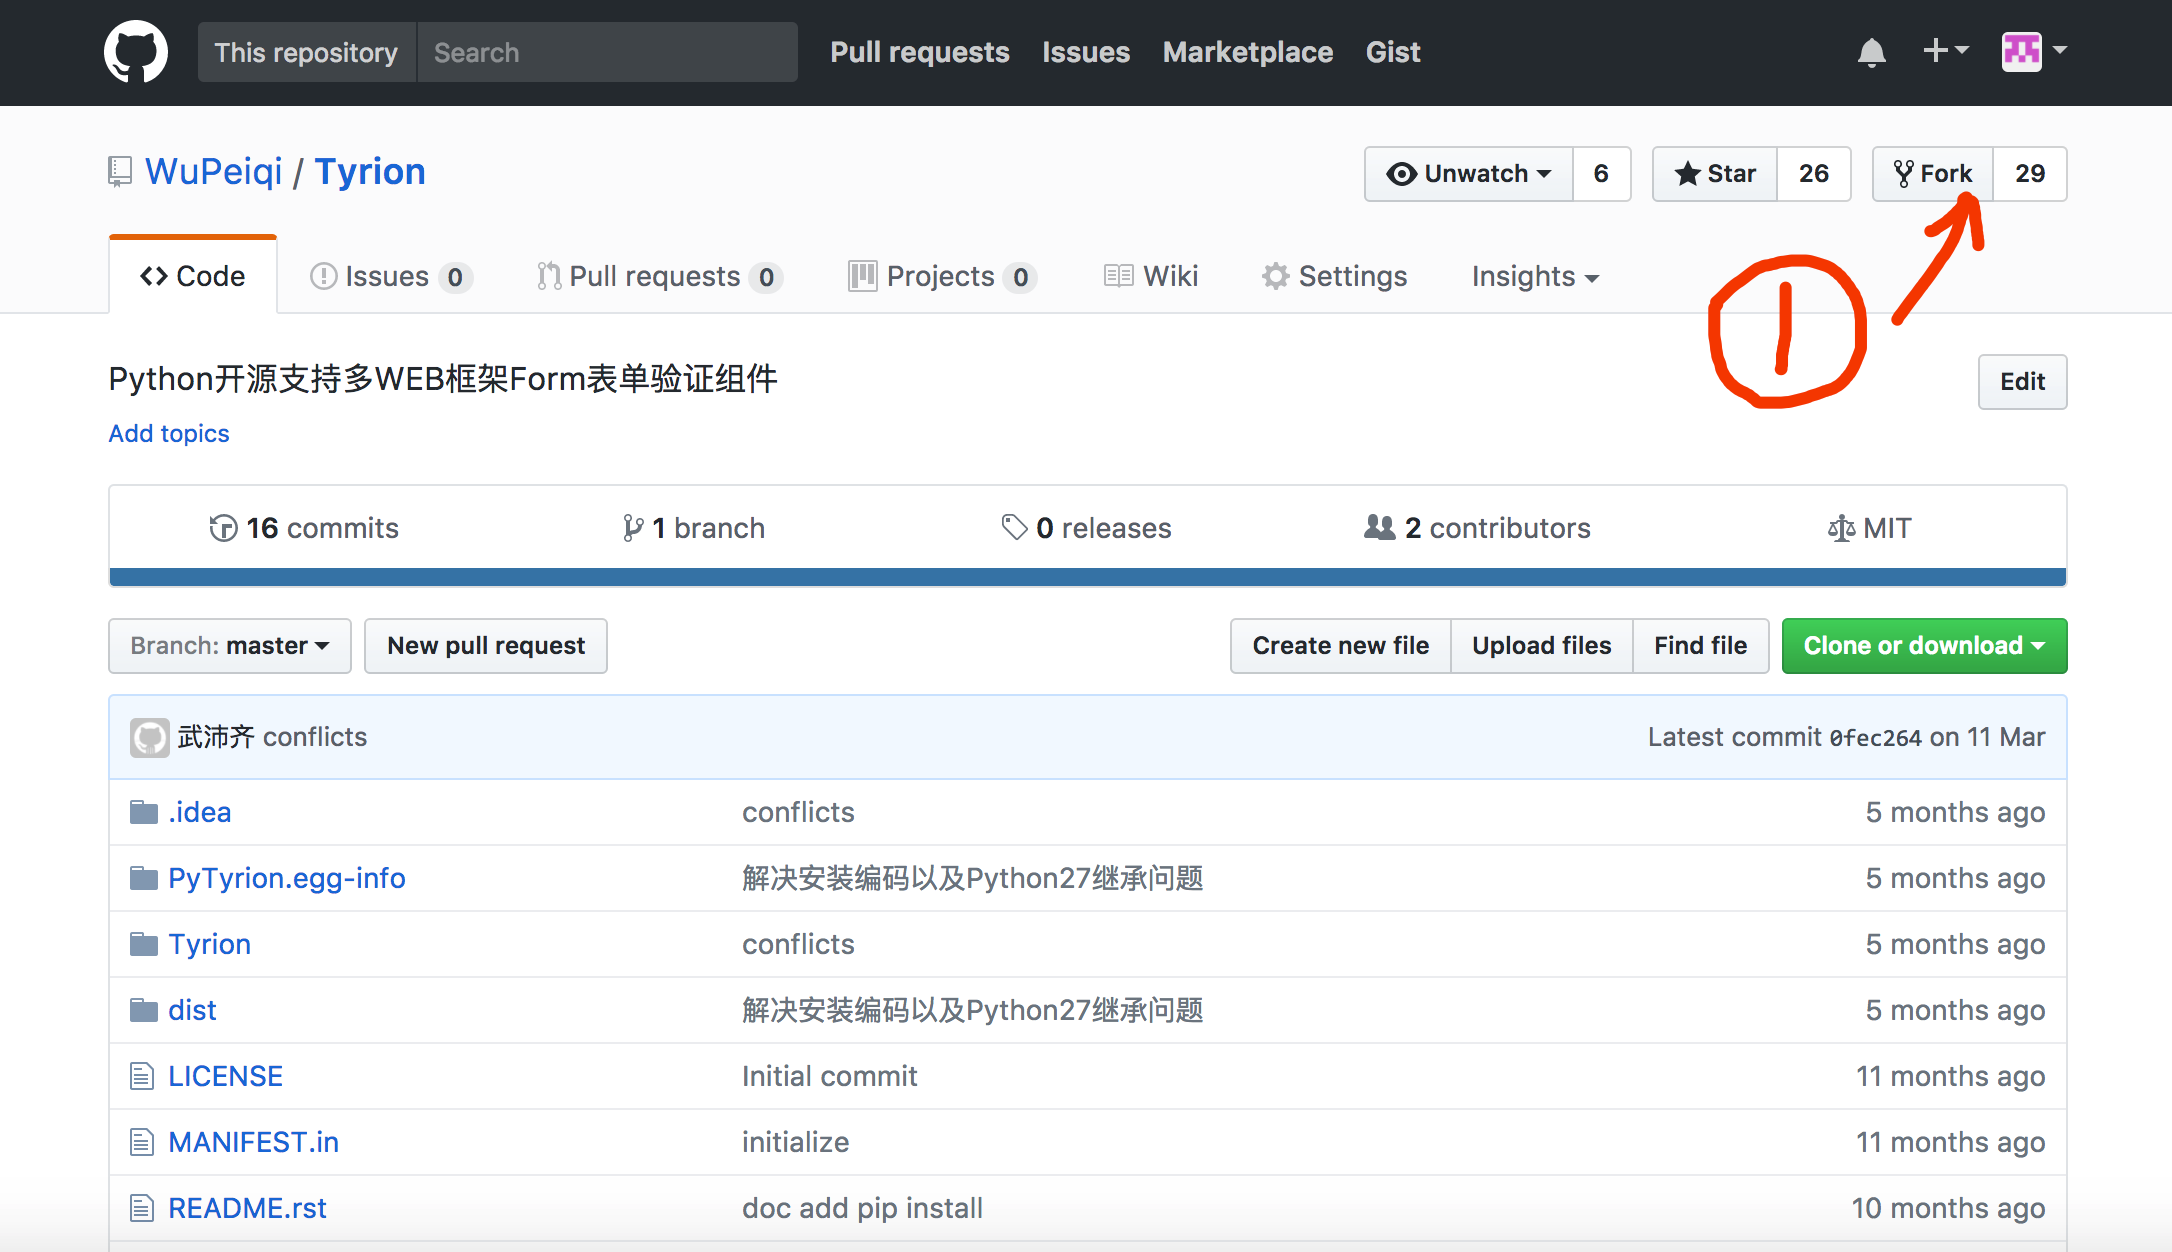 This repository Search Pull requests Issues Marketplace Gist
WuPeiqi / Tyrion Unwatch 6 Star 26 Fork 29
Code Issues 0 Pull requests 0 Projects 0 Wiki Settings Insights
1
Python开源支持多WEB框架Form表单验证组件 Edit
Add topics
16 commits 1 branch 0 releases 2 contributors MIT
Branch: master New pull request Create new file Upload files Find file Clone or download
武沛齐 conflicts Latest commit 0fec264 on 11 Mar
.idea conflicts 5 months ago
PyTyrion.egg-info 解决安装编码以及Python27继承问题 5 months ago
Tyrion conflicts 5 months ago
dist 解决安装编码以及Python27继承问题 5 months ago
LICENSE Initial commit 11 months ago
MANIFEST.in initialize 11 months ago
README.rst doc add pip install 10 months ago